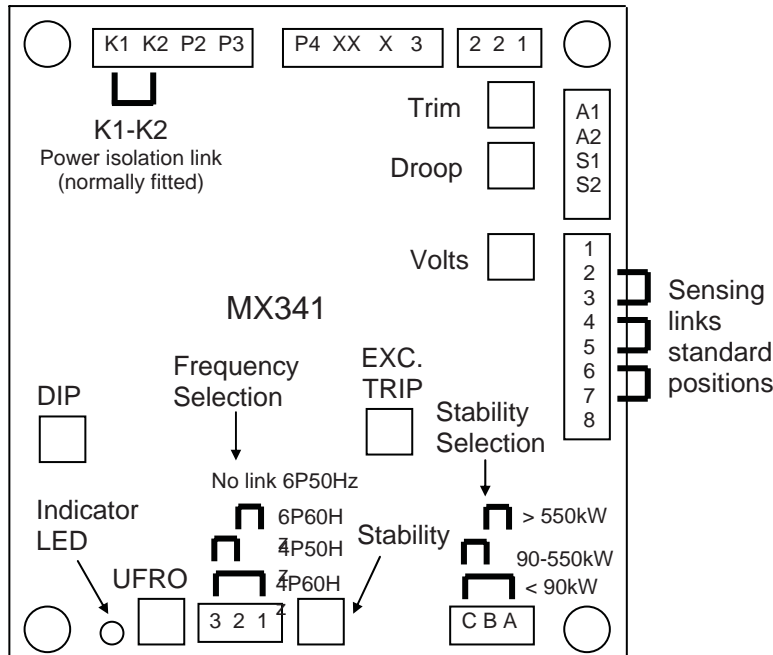 K1 K2 P2 P3
P4 XX X 3
2 2 1
K1-K2
Power isolation link
(normally fitted)
Trim
Droop
Volts
A1
A2
S1
S2
1
2
3
4
5
6
7
8
Sensing
links
standard
positions
MX341
Frequency
Selection
EXC.
TRIP
DIP
Stability
Selection
No link 6P50Hz
6P60H
z
4P50H
z
4P60H
z
Indicator
LED
UFRO
Stability
> 550kW
90-550kW
< 90kW
3 2 1
C B A